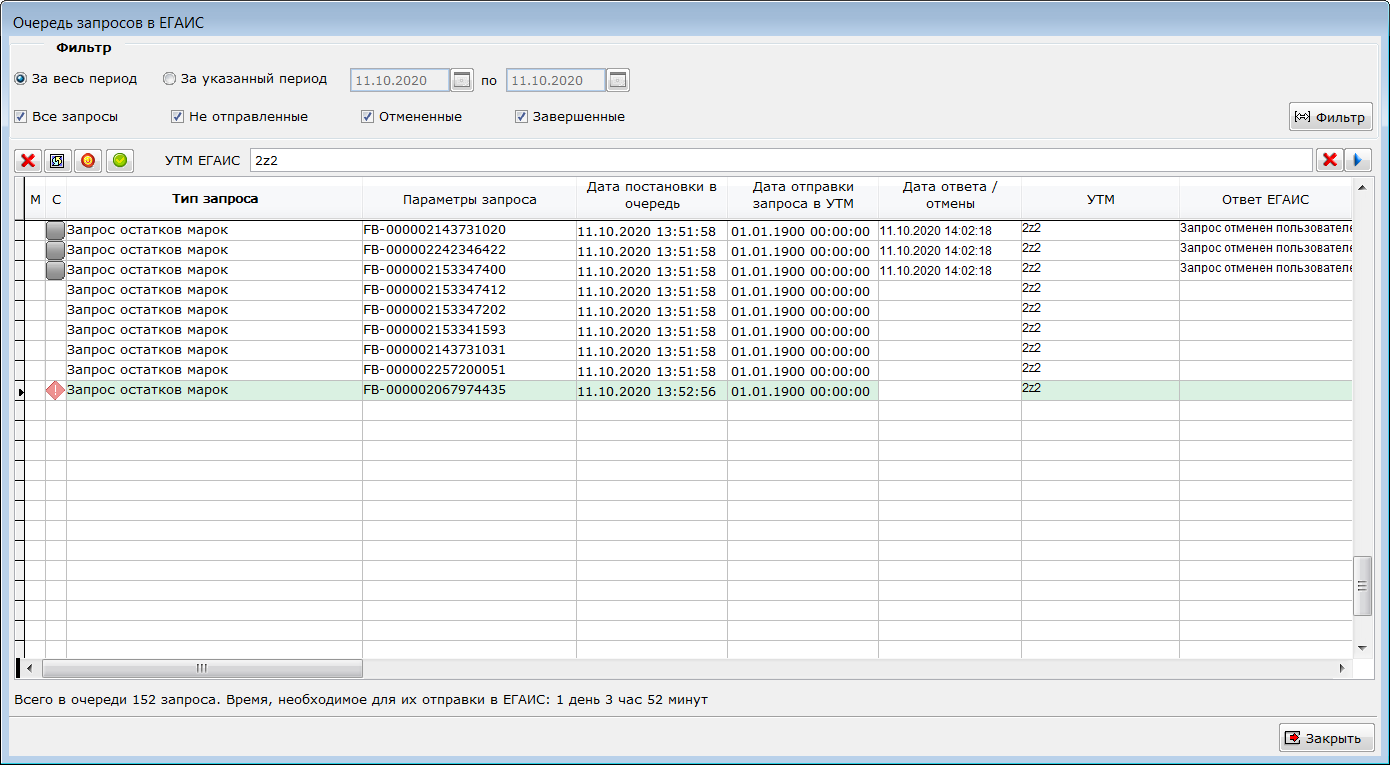 Очередь запросов в ЕГАИС
Фильтр
За весь период За указанный период 11.10.2020 по 11.10.2020
Все запросы Не отправленные Отмененные Завершенные Фильтр
УТМ ЕГАИС 2z2
М С Тип запроса Параметры запроса Дата постановки в очередь Дата отправки запроса в УТМ Дата ответа / отмены УТМ Ответ ЕГАИС
Запрос остатков марок FB-000002143731020 11.10.2020 13:51:58 01.01.1900 00:00:00 11.10.2020 14:02:18 2z2 Запрос отменен пользователе
Запрос остатков марок FB-000002242346422 11.10.2020 13:51:58 01.01.1900 00:00:00 11.10.2020 14:02:18 2z2 Запрос отменен пользователе
Запрос остатков марок FB-000002153347400 11.10.2020 13:51:58 01.01.1900 00:00:00 11.10.2020 14:02:18 2z2 Запрос отменен пользователе
Запрос остатков марок FB-000002153347412 11.10.2020 13:51:58 01.01.1900 00:00:00 2z2
Запрос остатков марок FB-000002153347202 11.10.2020 13:51:58 01.01.1900 00:00:00 2z2
Запрос остатков марок FB-000002153341593 11.10.2020 13:51:58 01.01.1900 00:00:00 2z2
Запрос остатков марок FB-000002143731031 11.10.2020 13:51:58 01.01.1900 00:00:00 2z2
Запрос остатков марок FB-000002257200051 11.10.2020 13:51:58 01.01.1900 00:00:00 2z2
Запрос остатков марок FB-000002067974435 11.10.2020 13:52:56 01.01.1900 00:00:00 2z2
Всего в очереди 152 запроса. Время, необходимое для их отправки в ЕГАИС: 1 день 3 час 52 минут
Закрыть